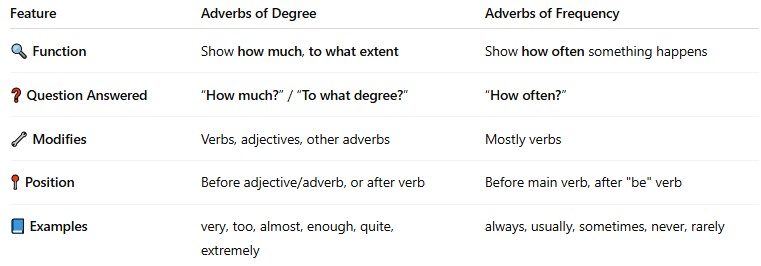 Feature Adverbs of Degree Adverbs of Frequency
🔍 Function Show how much, to what extent Show how often something happens
❓ Question Answered “How much?” / “To what degree?” “How often?”
🔧 Modifies Verbs, adjectives, other adverbs Mostly verbs
📍 Position Before adjective/adverb, or after verb Before main verb, after "be" verb
📘 Examples very, too, almost, enough, quite, always, usually, sometimes, never, rarely
extremely